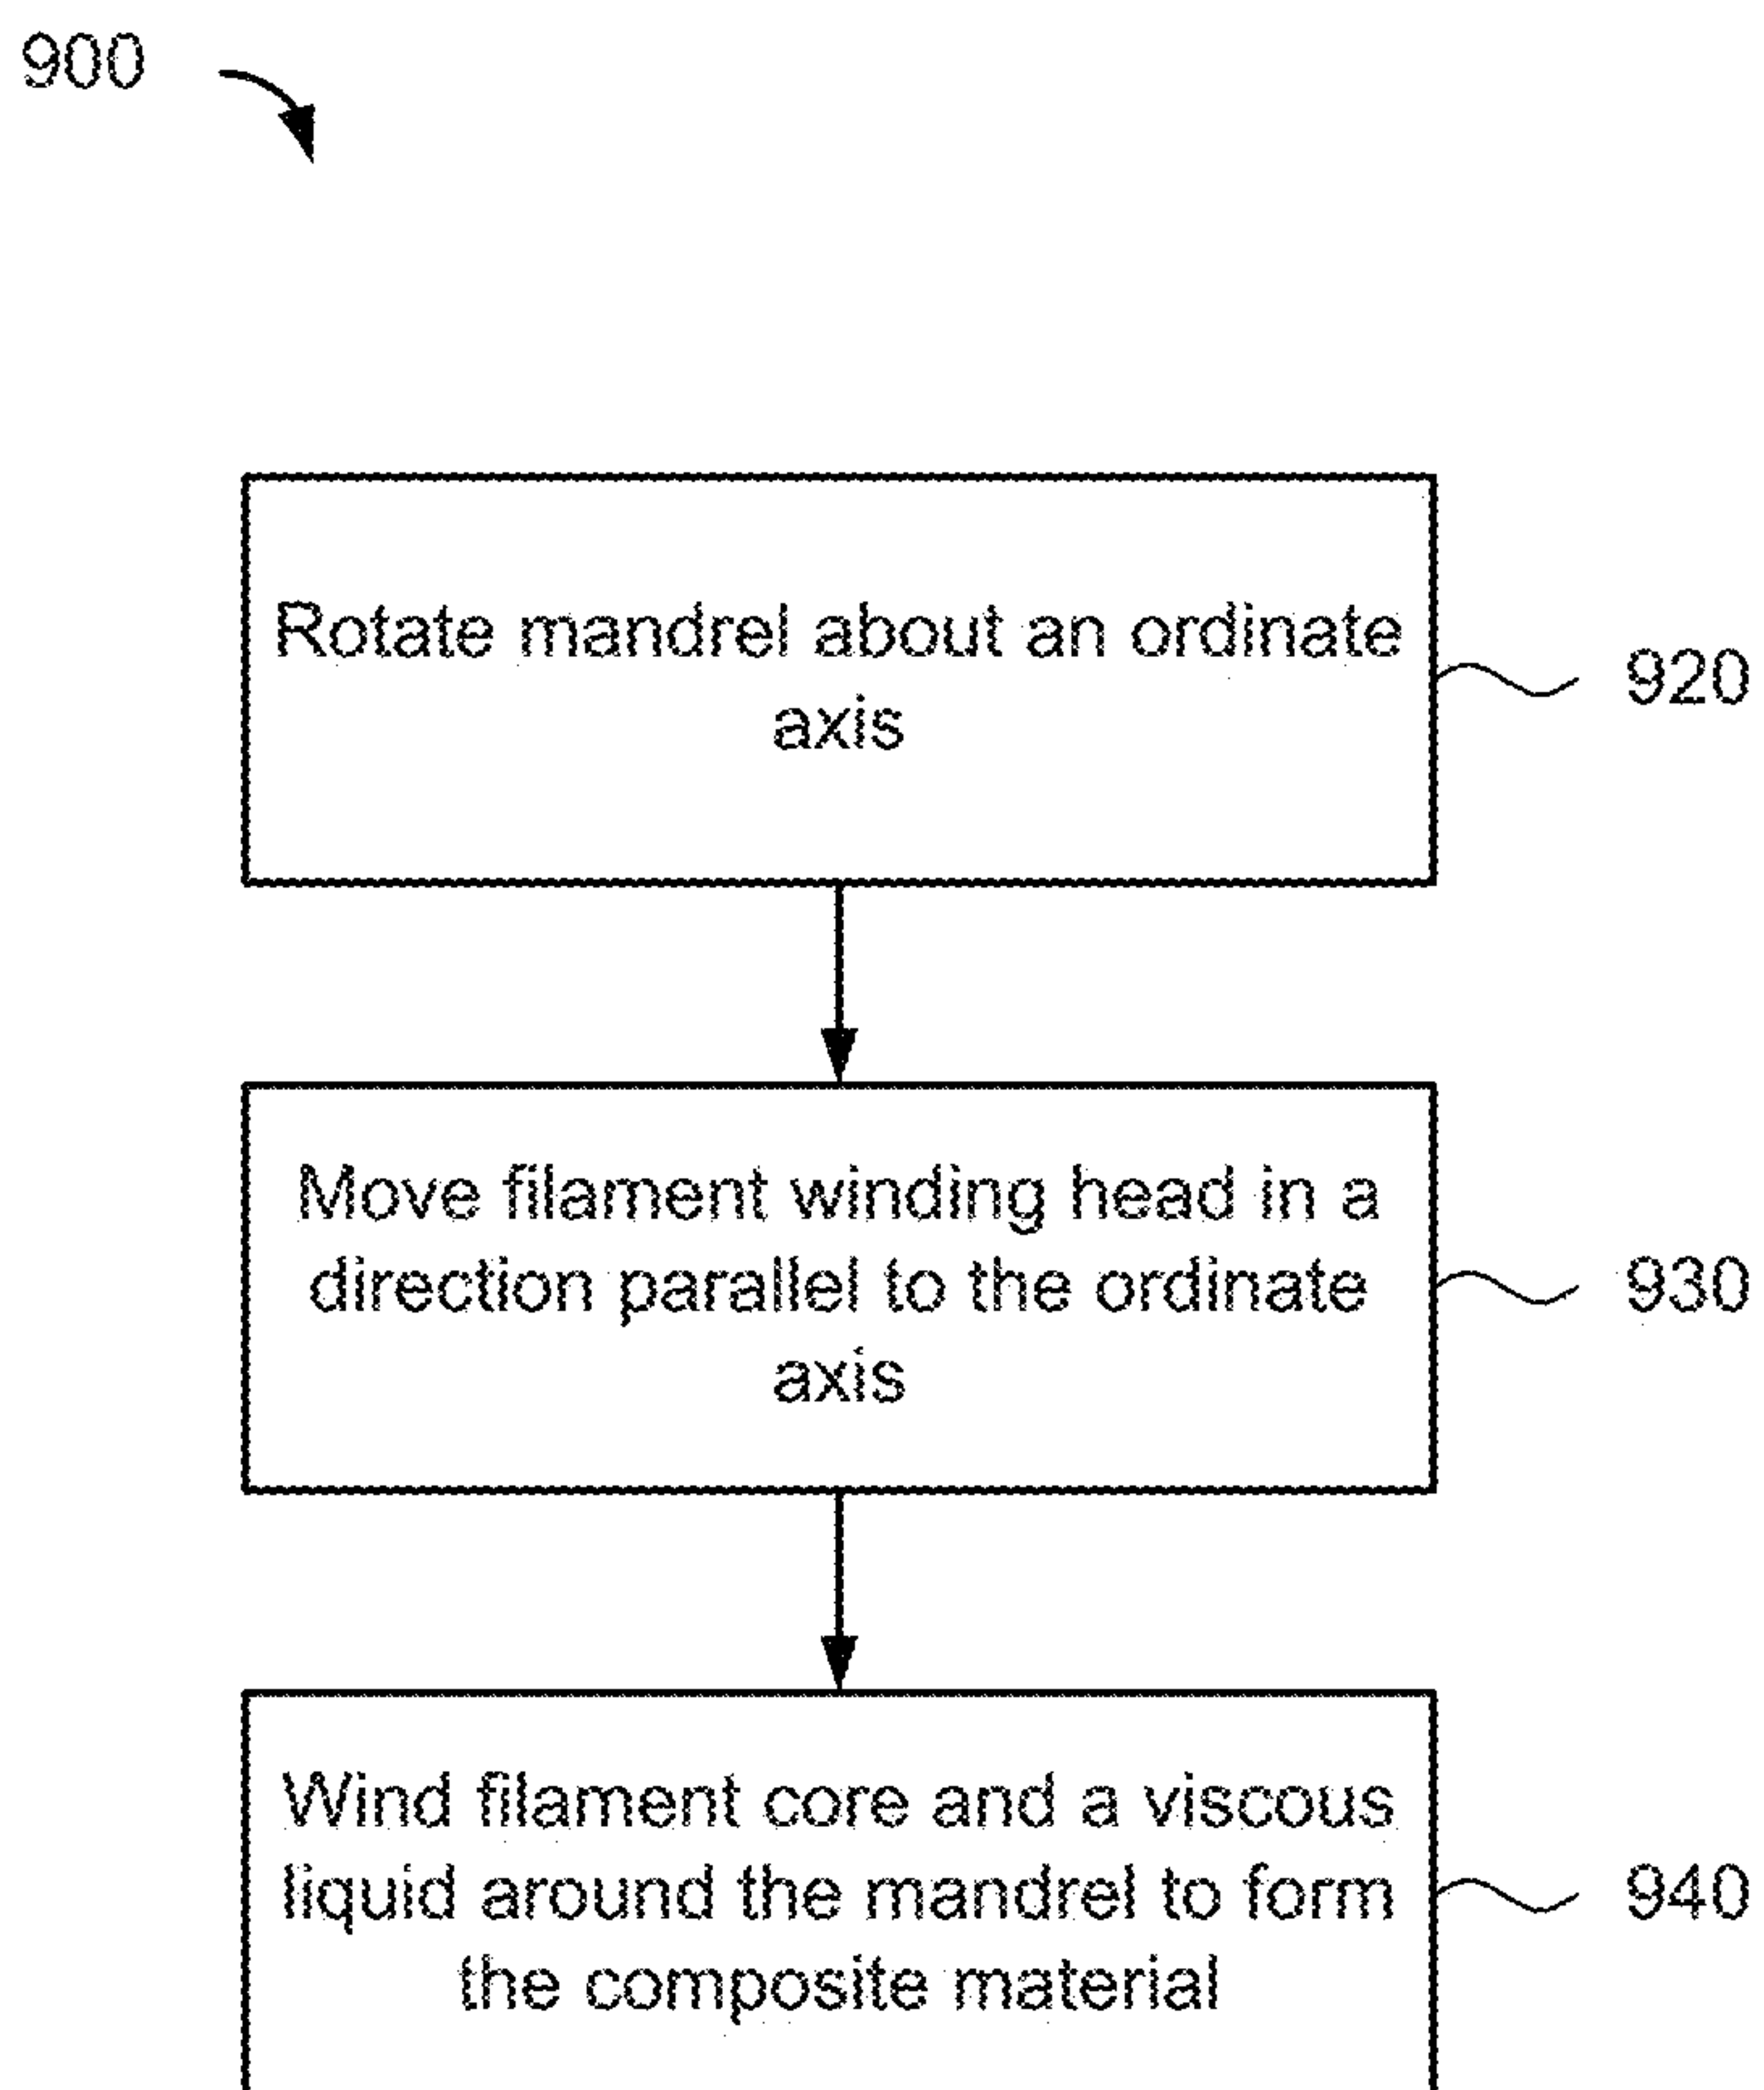 900
Rotate mandrel about an ordinate
axis
920
Move filament winding head in a
direction parallel to the ordinate
axis
930
Wind filament core and a viscous
liquid around the mandrel to form
the composite material
940